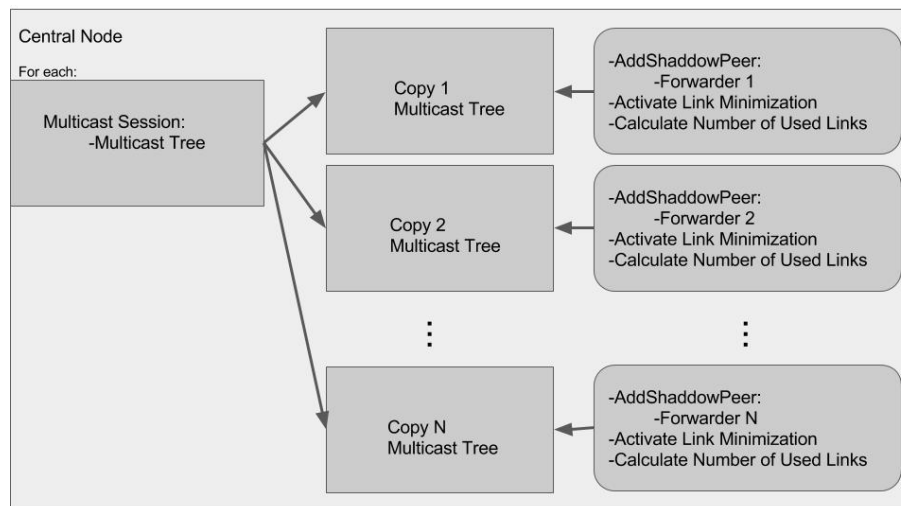 Central Node
For each:
Multicast Session:
-Multicast Tree
Copy 1
Multicast Tree
-AddShaddowPeer:
-Forwarder 1
-Activate Link Minimization
-Calculate Number of Used Links
Copy 2
Multicast Tree
-AddShaddowPeer:
-Forwarder 2
-Activate Link Minimization
-Calculate Number of Used Links
Copy N
Multicast Tree
-AddShaddowPeer:
-Forwarder N
-Activate Link Minimization
-Calculate Number of Used Links